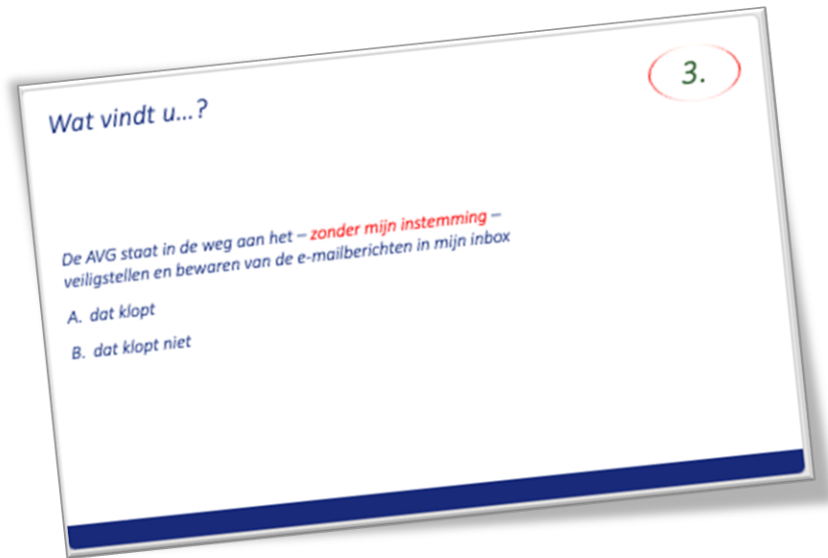 Wat vindt u...?
3.
De AVG staat in de weg aan het – zonder mijn instemming –
veiligstellen en bewaren van de e-mailberichten in mijn inbox
A. dat klopt
B. dat klopt niet